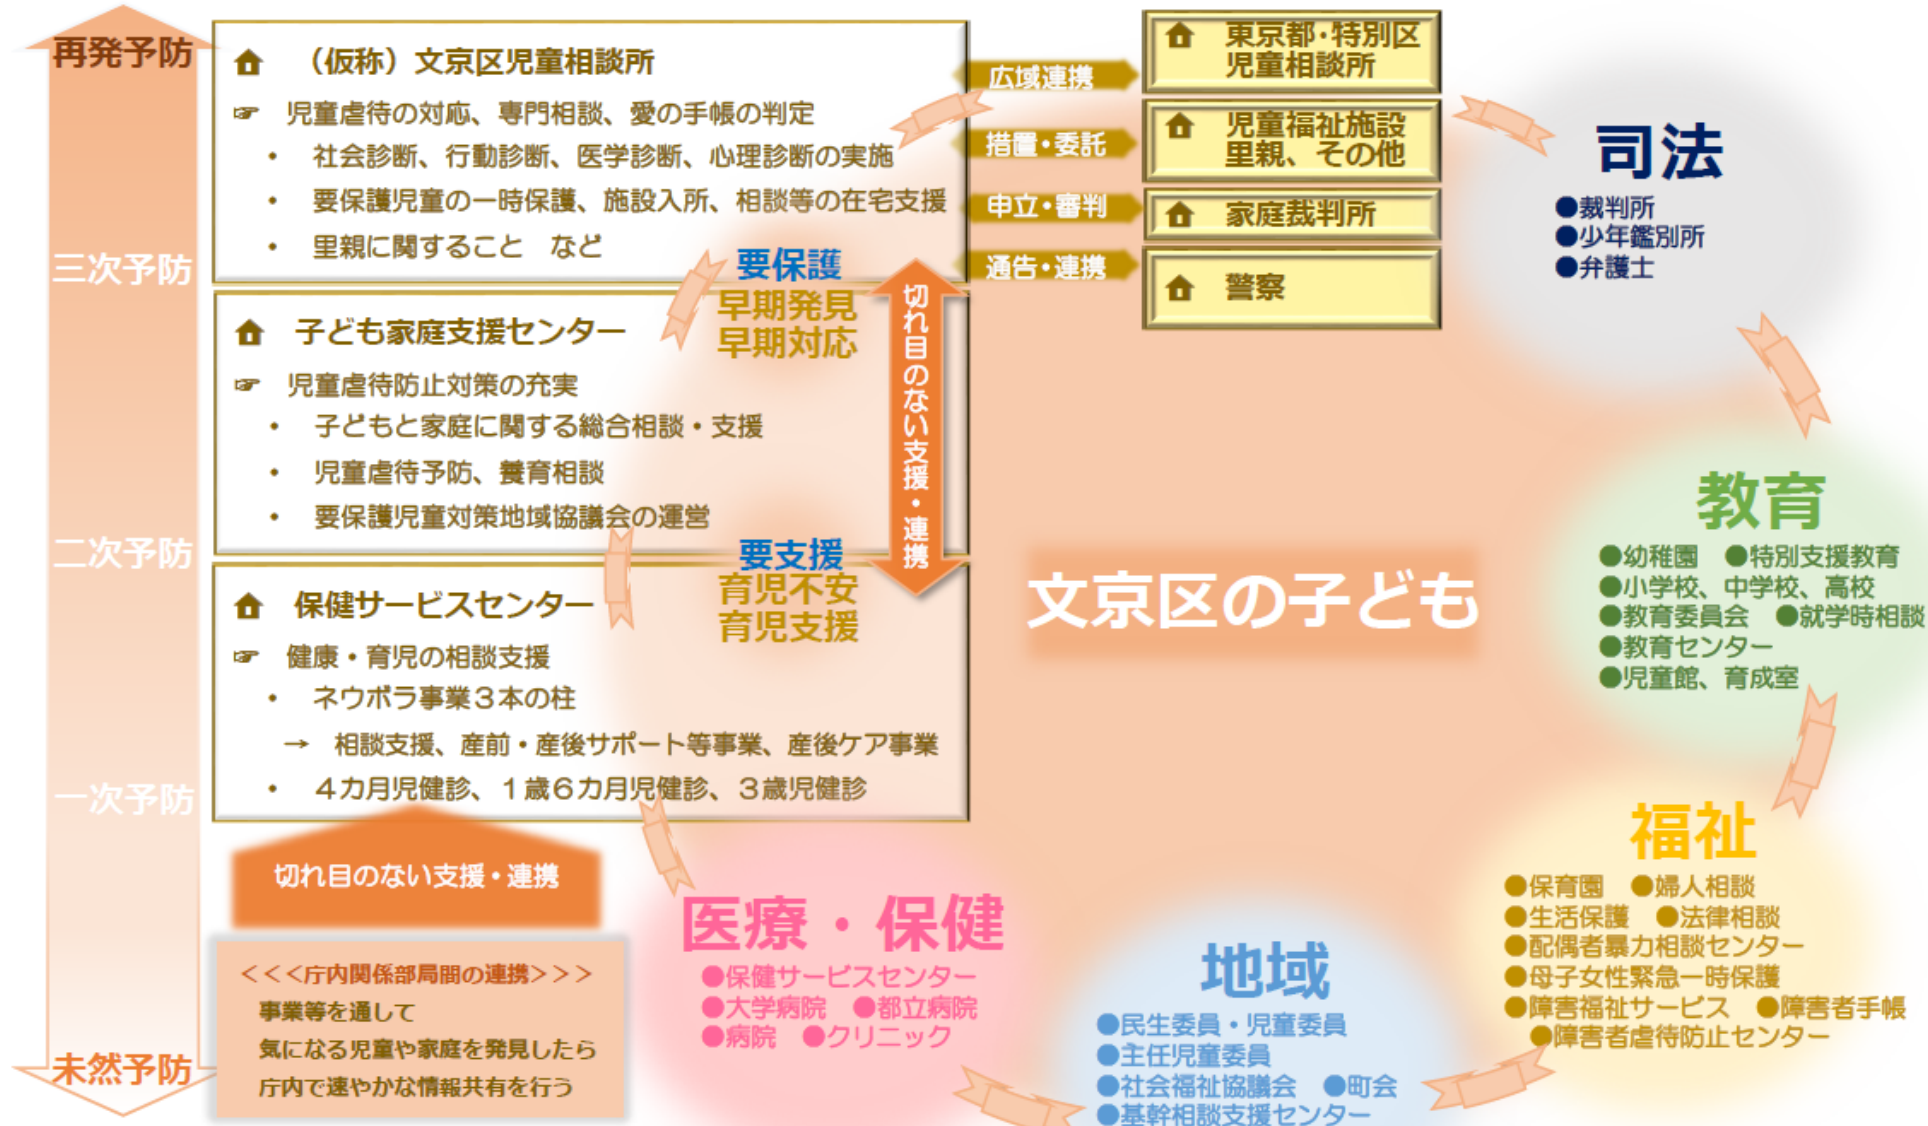 再発予防
三次予防
二次予防
一次予防
未然予防
（仮称）文京区児童相談所
☞ 児童虐待の対応、専門相談、愛の手帳の判定
・ 社会診断、行動診断、医学診断、心理診断の実施
・ 要保護児童の一時保護、施設入所、相談等の在宅支援
・ 里親に関すること など
要保護
早期発見
早期対応
子ども家庭支援センター
☞ 児童虐待防止対策の充実
・ 子どもと家庭に関する総合相談・支援
・ 児童虐待予防、養育相談
・ 要保護児童対策地域協議会の運営
切れ目のない支援・連携
要支援
育児不安
育児支援
保健サービスセンター
☞ 健康・育児の相談支援
・ ネウボラ事業３本の柱
→ 相談支援、産前・産後サポート等事業、産後ケア事業
・ ４カ月児健診、１歳６カ月児健診、３歳児健診
切れ目のない支援・連携
＜＜＜庁内関係部局間の連携＞＞＞
事業等を通して
気になる児童や家庭を発見したら
庁内で速やかな情報共有を行う
広域連携
措置・委託
申立・審判
通告・連携
東京都・特別区
児童相談所
児童福祉施設
里親、その他
家庭裁判所
警察
文京区の子ども
司法
●裁判所
●少年鑑別所
●弁護士
教育
●幼稚園 ●特別支援教育
●小学校、中学校、高校
●教育委員会 ●就学時相談
●教育センター
●児童館、育成室
福祉
●保育園 ●婦人相談
●生活保護 ●法律相談
●配偶者暴力相談センター
●母子女性緊急一時保護
●障害福祉サービス ●障害者手帳
●障害者虐待防止センター
地域
●民生委員・児童委員
●主任児童委員
●社会福祉協議会 ●町会
●基幹相談支援センター
医療・保健
●保健サービスセンター
●大学病院 ●都立病院
●病院 ●クリニック